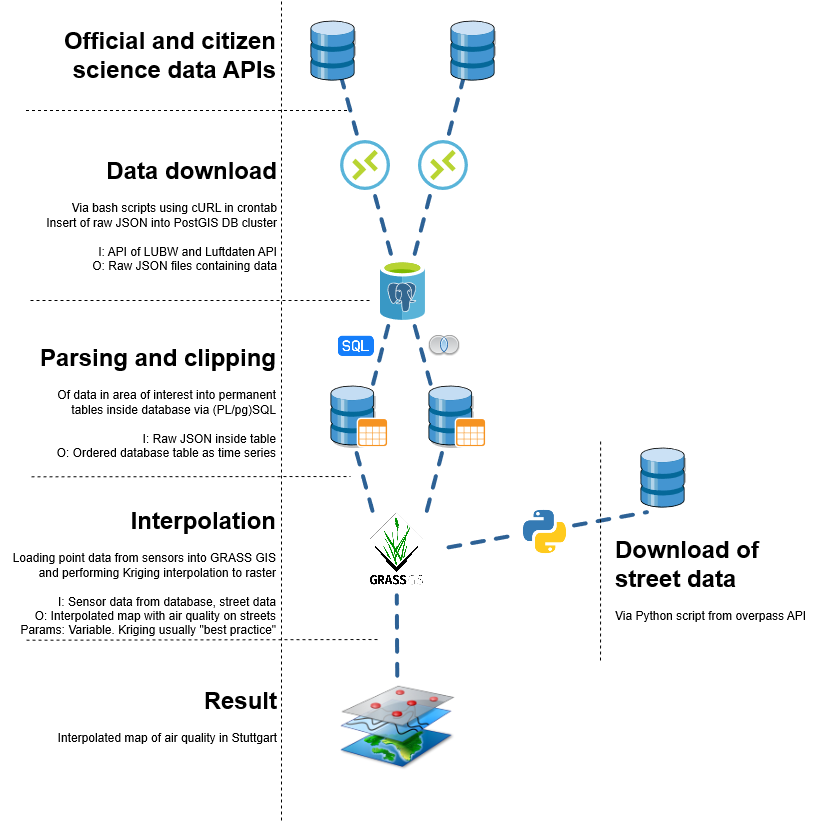 Official and citizen
science data APIs
Data download
Via bash scripts using cURL in crontab
Insert of raw JSON into PostGIS DB cluster
I: API of LUBW and Luftdaten API
O: Raw JSON files containing data
SQL
Parsing and clipping
Of data in area of interest into permanent
tables inside database via (PL/pg)SQL
I: Raw JSON inside table
O: Ordered database table as time series
Interpolation
Loading point data from sensors into GRASS GIS
and performing Kriging interpolation to raster
I: Sensor data from database, street data
O: Interpolated map with air quality on streets
Params: Variable. Kriging usually "best practice"
GRASS GIS
Download of
street data
Via Python script from overpass API
Result
Interpolated map of air quality in Stuttgart